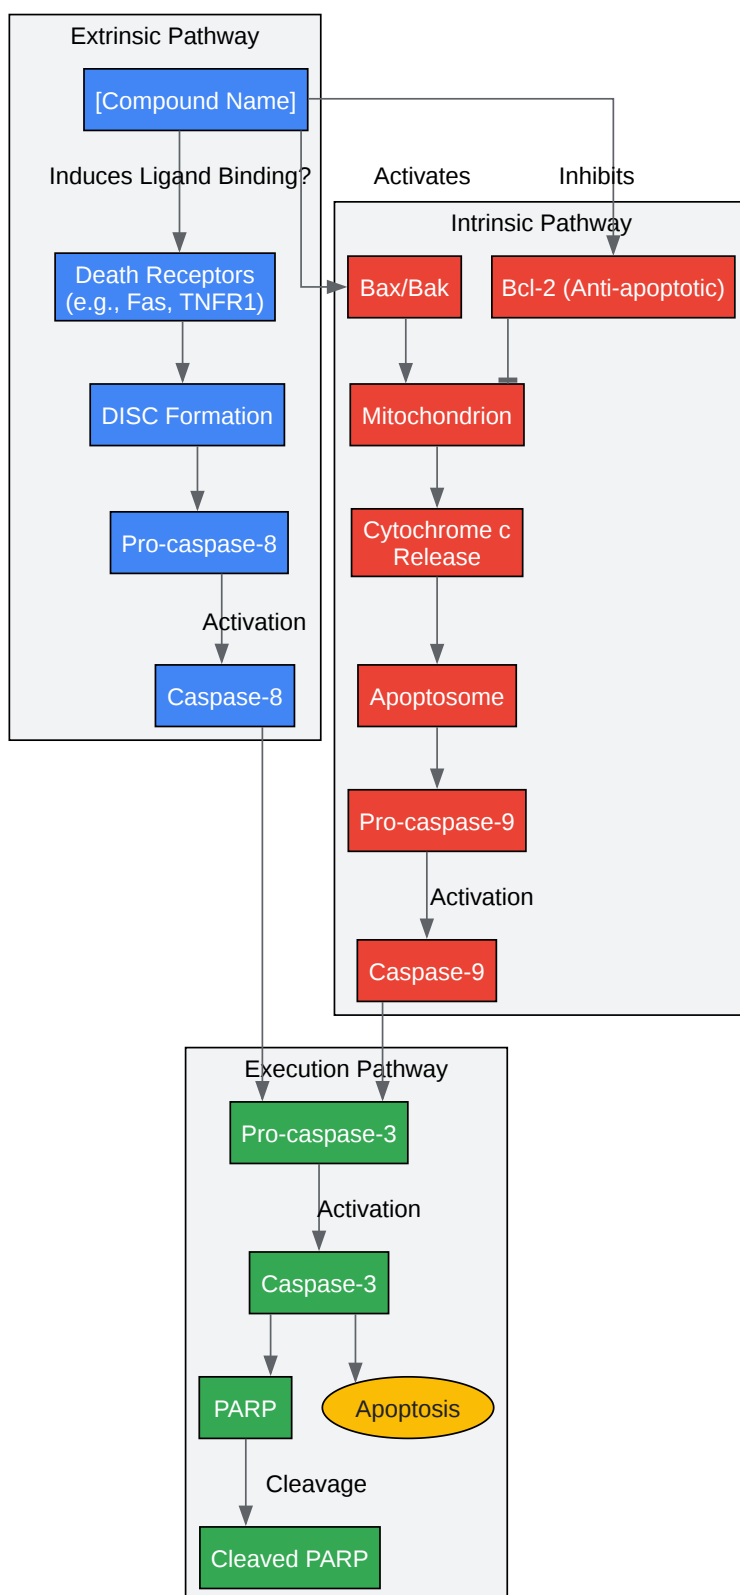 Extrinsic Pathway
[Compound Name]
Induces Ligand Binding?
Activates
Inhibits
Intrinsic Pathway
Death Receptors
(e.g., Fas, TNFR1)
Bax/Bak
Bcl-2 (Anti-apoptotic)
DISC Formation
Mitochondrion
Pro-caspase-8
Cytochrome c
Release
Activation
Caspase-8
Apoptosome
Pro-caspase-9
Activation
Caspase-9
Execution Pathway
Pro-caspase-3
Activation
Caspase-3
PARP
Apoptosis
Cleavage
Cleaved PARP